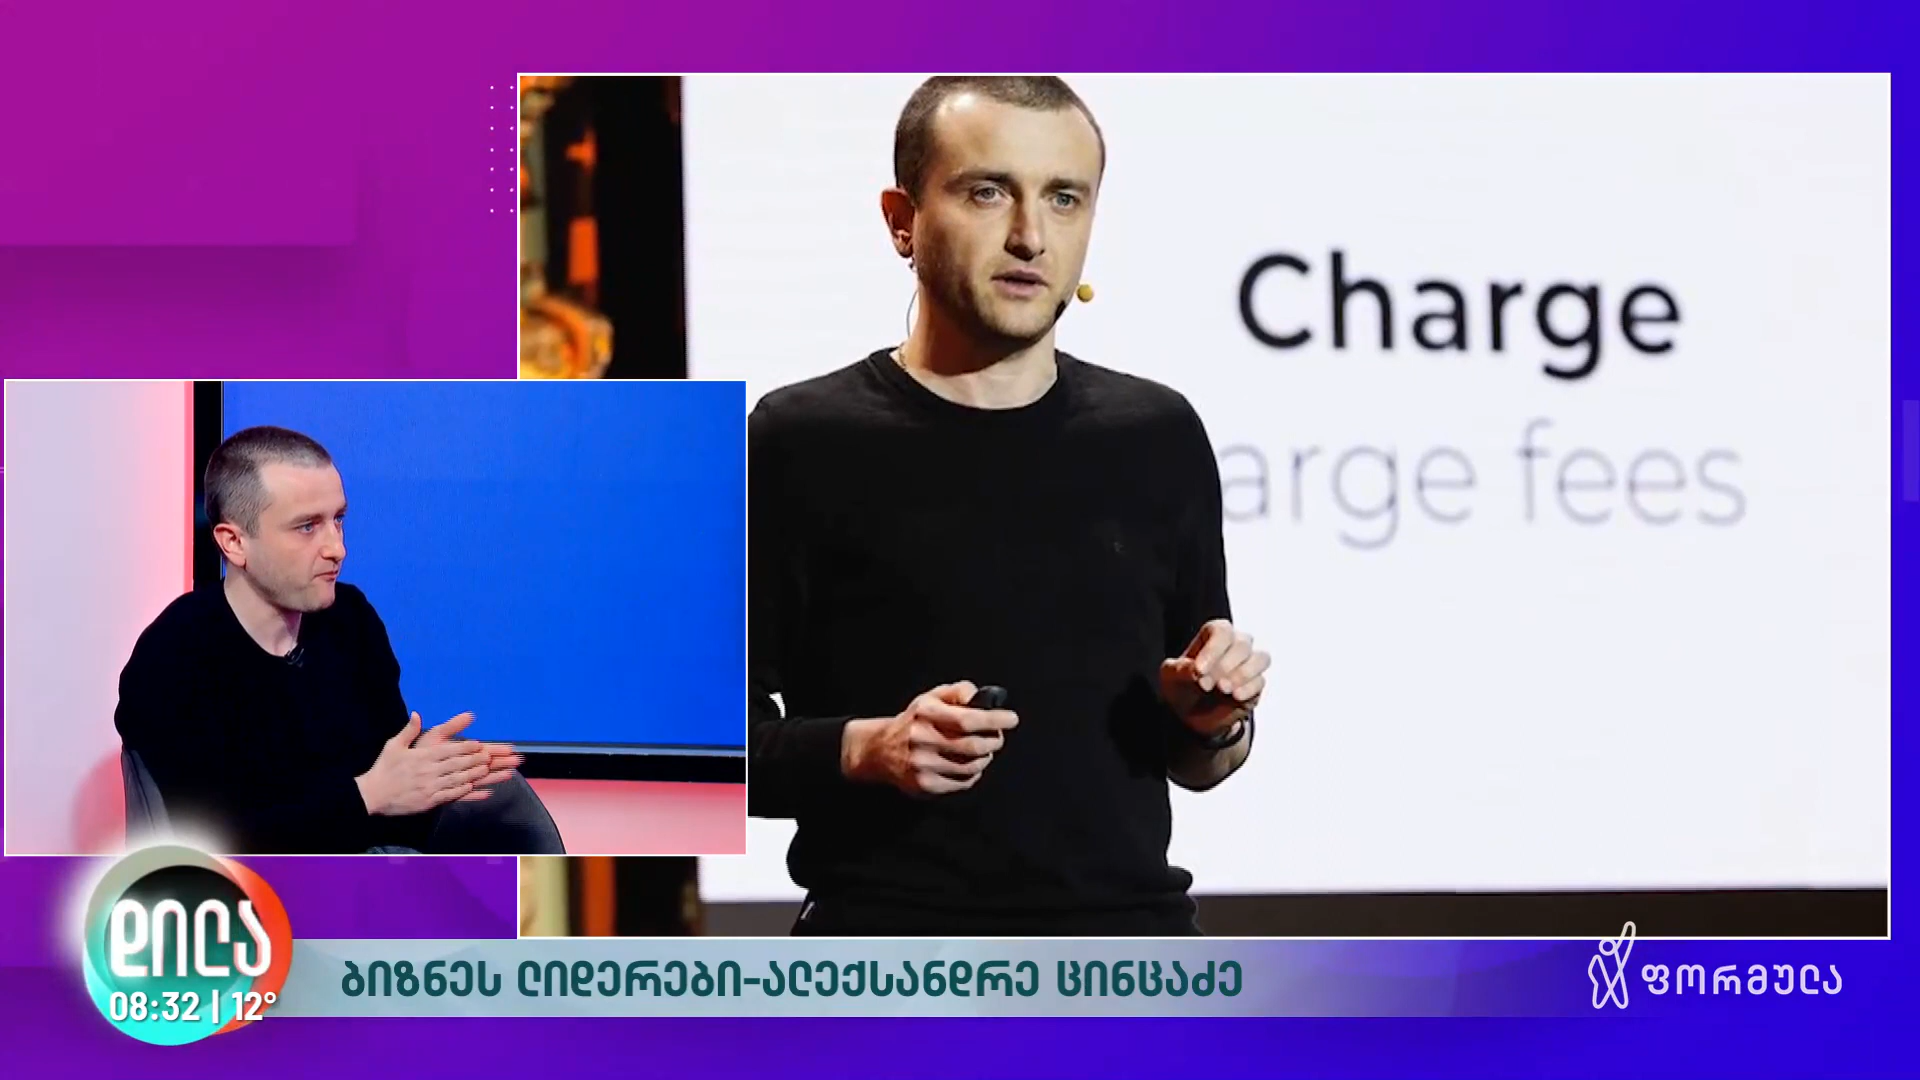 Charge
arge fees
დილა
08:32 | 12°
ბიზნეს ლიდერები-ალექსანდრე ცინცაძე
ფორმულა